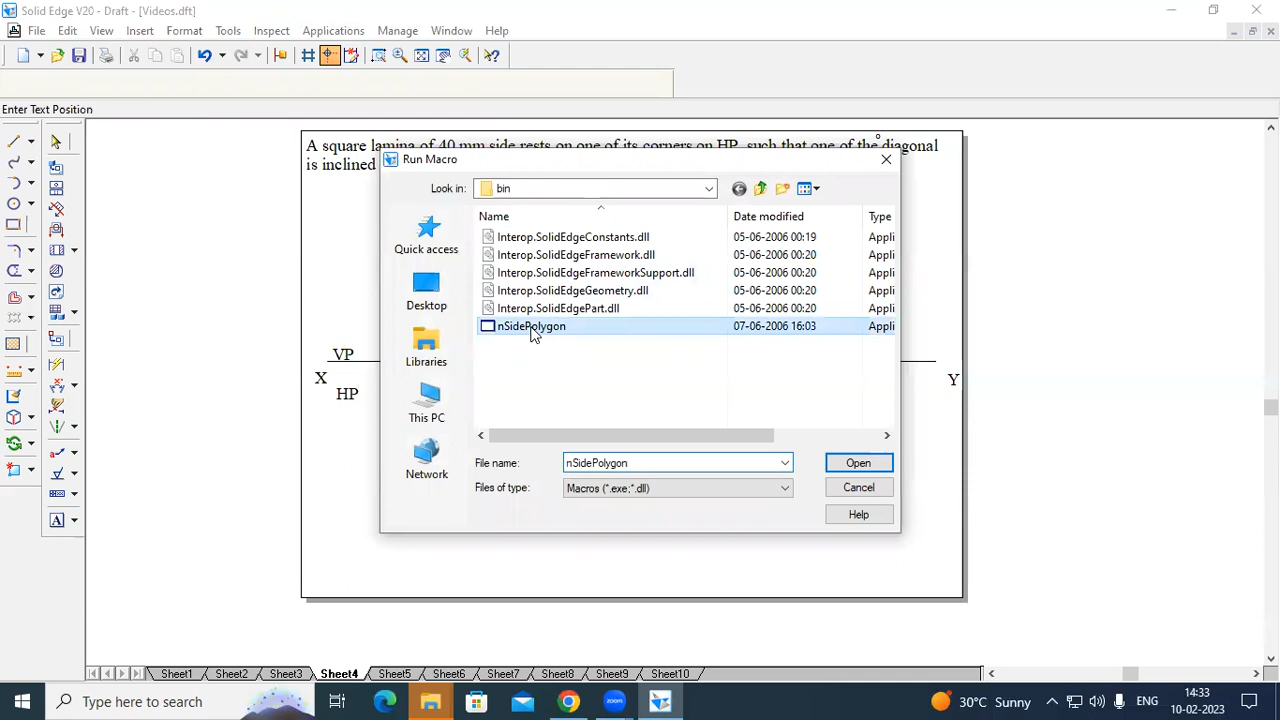 Solid Edge V20 - Draft - [Videos.dft]
File Edit View Insert Format Tools Inspect Applications Manage Window Help
Enter Text Position
A square lamina of 40 mm side rests on one of its corners on HP, such that one of the diagonal
is inclined
Run Macro
Look in: bin
Name Date modified Type
Interop.SolidEdgeConstants.dll 05-06-2006 00:19 Appli
Interop.SolidEdgeFramework.dll 05-06-2006 00:20 Appli
Interop.SolidEdgeFrameworkSupport.dll 05-06-2006 00:20 Appli
Interop.SolidEdgeGeometry.dll 05-06-2006 00:20 Appli
Interop.SolidEdgePart.dll 05-06-2006 00:20 Appli
nSidePolygon 07-06-2006 16:03 Appli
Quick access
Desktop
Libraries
This PC
Network
File name: nSidePolygon Open
Files of type: Macros (*.exe;*.dll) Cancel
Help
VP
X Y
HP
A
Sheet1 Sheet2 Sheet3 Sheet4 Sheet5 Sheet6 Sheet7 Sheet8 Sheet9 Sheet10
Type here to search zoom 30°C Sunny ENG 14:33
10-02-2023